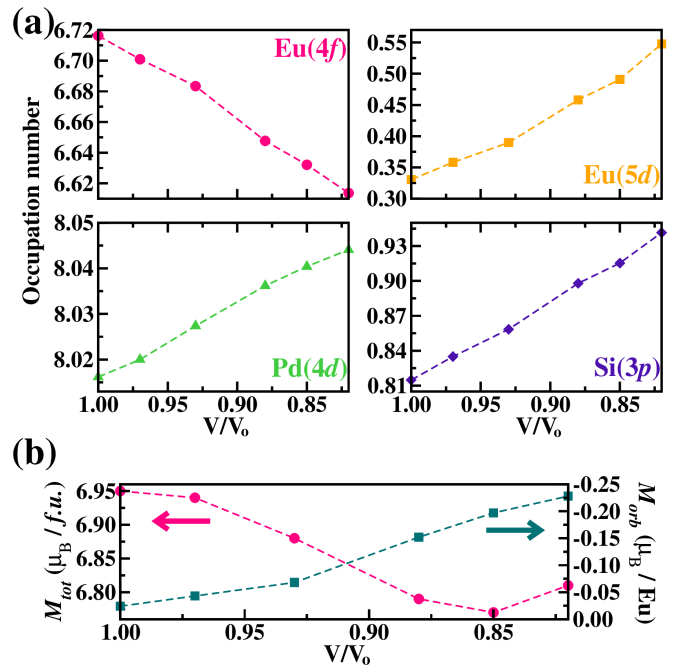 (a)
Occupation number
6.72
6.70
6.68
6.66
6.64
6.62
Eu(4f)
0.55
0.50
0.45
0.40
0.35
0.30
Eu(5d)
8.05
8.04
8.03
8.02
Pd(4d)
1.00 0.95 0.90 0.85
V/Vo
0.93
0.90
0.87
0.84
0.81
Si(3p)
1.00 0.95 0.90 0.85
V/Vo
(b)
M_tot (μ_B / f.u.)
6.95
6.90
6.85
6.80
-0.25
-0.20
-0.15
-0.10
-0.05
0.00
M_orb (μ_B / Eu)
1.00 0.95 0.90 0.85
V/Vo